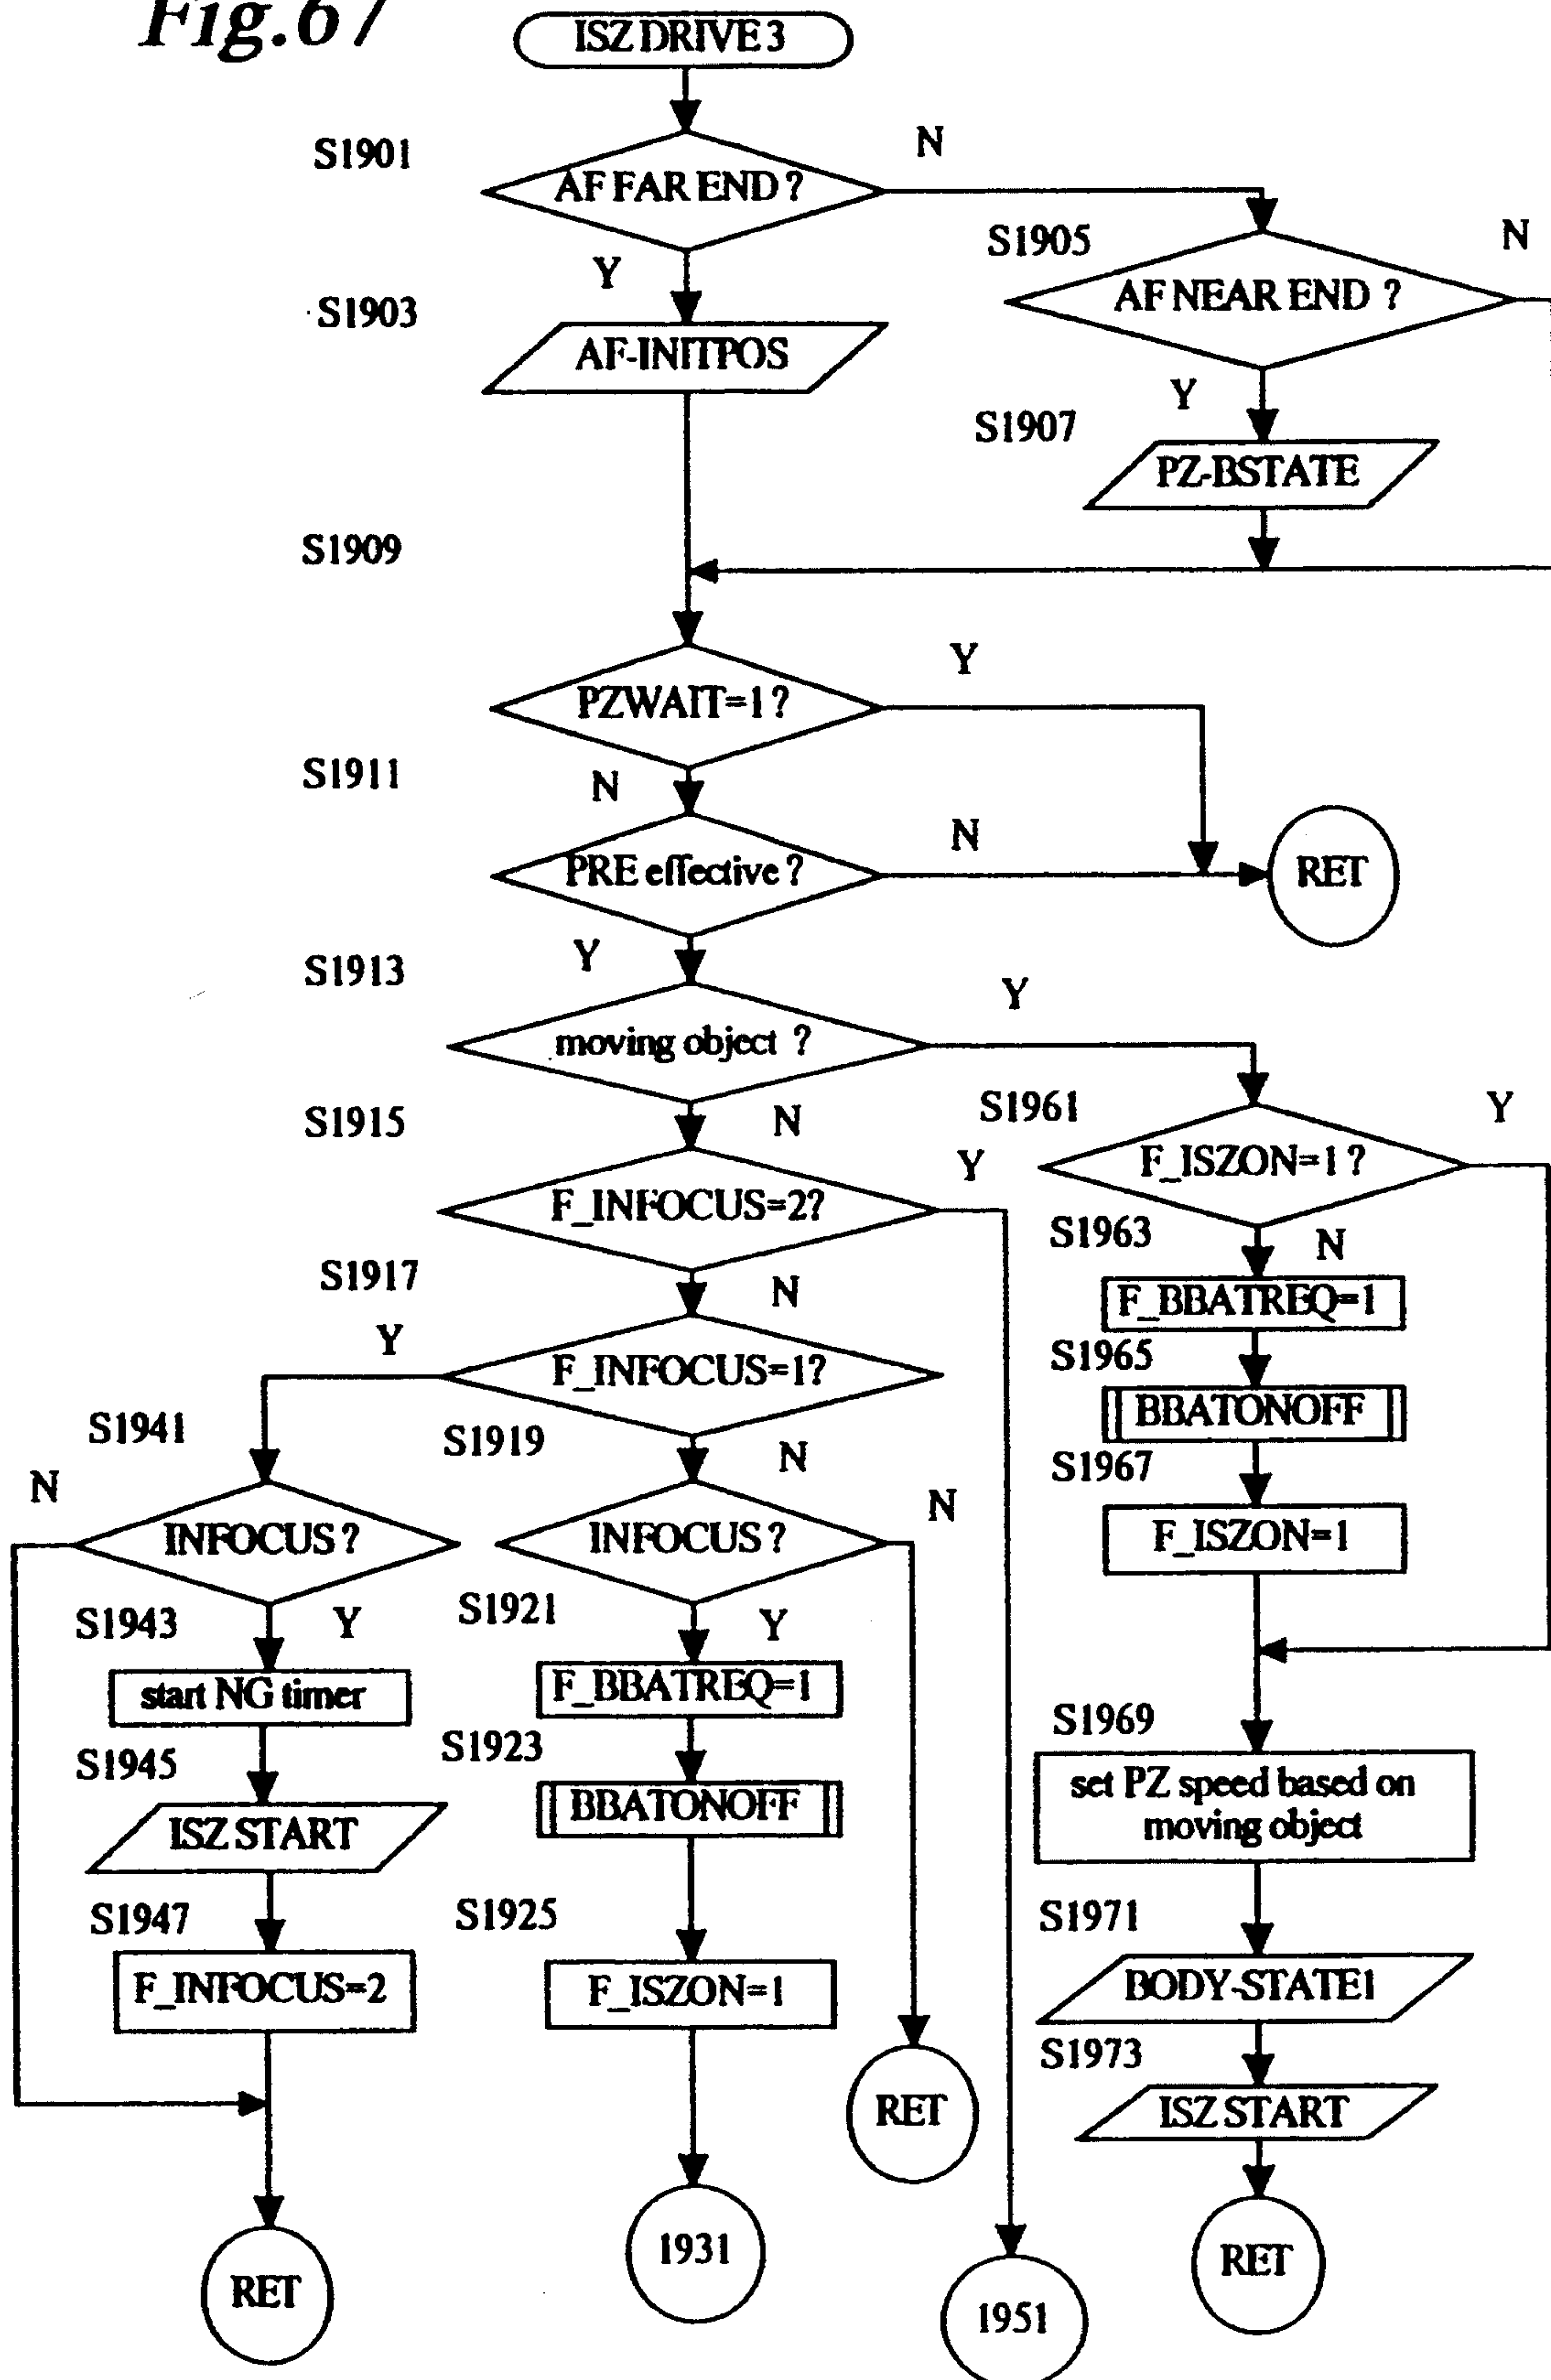 Fig.67
ISZ DRIVE 3
S1901
AF FAR END ?
N
Y
S1905
AF NEAR END ?
N
S1903
AF-INITPOS
Y
S1907
PZ-BSTATE
S1909
PZWAIT=1 ?
Y
N
S1911
PRE effective ?
N
RET
Y
S1913
moving object ?
Y
N
S1915
F_INFOCUS=2?
Y
N
S1961
F_ISZON=1 ?
Y
N
S1963
F_BBATREQ=1
S1965
BBATONOFF
S1967
F_ISZON=1
S1917
F_INFOCUS=1?
Y
N
S1941
INFOCUS ?
N
Y
S1919
INFOCUS ?
N
Y
S1943
start NG timer
S1945
ISZ START
S1947
F_INFOCUS=2
RET
S1921
F_BBATREQ=1
S1923
BBATONOFF
S1925
F_ISZON=1
1931
RET
1951
S1969
set PZ speed based on
moving object
S1971
BODY-STATE1
S1973
ISZ START
RET